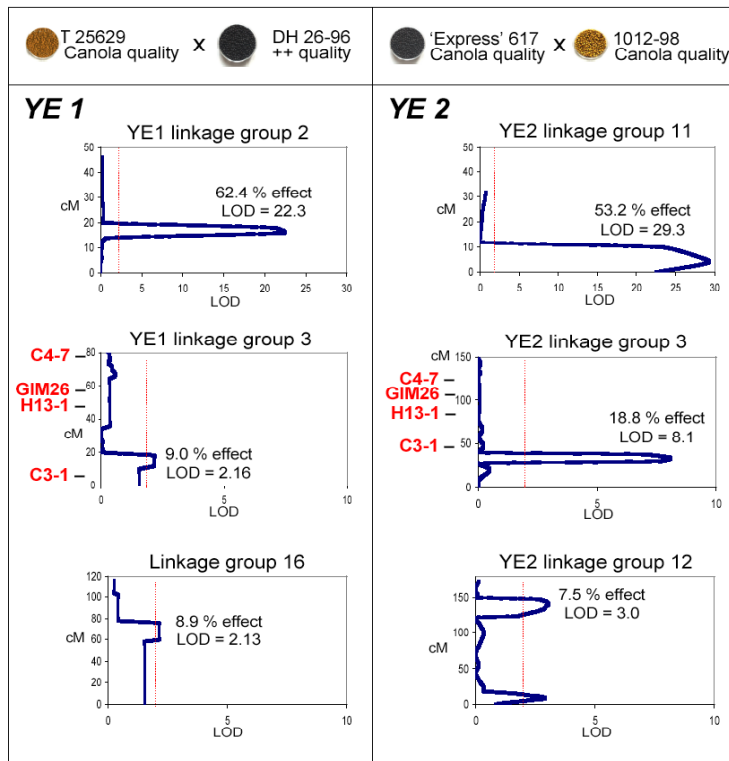 T 25629
Canola quality
x
DH 26-96
++ quality
'Express' 617
Canola quality
x
1012-98
Canola quality
YE 1
YE1 linkage group 2
50
40
cM
30
20
10
0
62.4 % effect
LOD = 22.3
0 5 10 15 20 25 30
LOD
YE1 linkage group 3
C4-7
GIM26
H13-1
C3-1
80
60
40
cM
20
0
9.0 % effect
LOD = 2.16
0 5 10
LOD
Linkage group 16
120
100
80
cM
60
40
20
0
8.9 % effect
LOD = 2.13
0 5 10
LOD
YE 2
YE2 linkage group 11
50
40
cM
30
20
10
0
53.2 % effect
LOD = 29.3
0 5 10 15 20 25 30
LOD
YE2 linkage group 3
cM
C4-7
GIM26
H13-1
C3-1
150
100
50
0
18.8 % effect
LOD = 8.1
0 5 10
LOD
YE2 linkage group 12
150
100
cM
50
0
7.5 % effect
LOD = 3.0
0 5 10
LOD